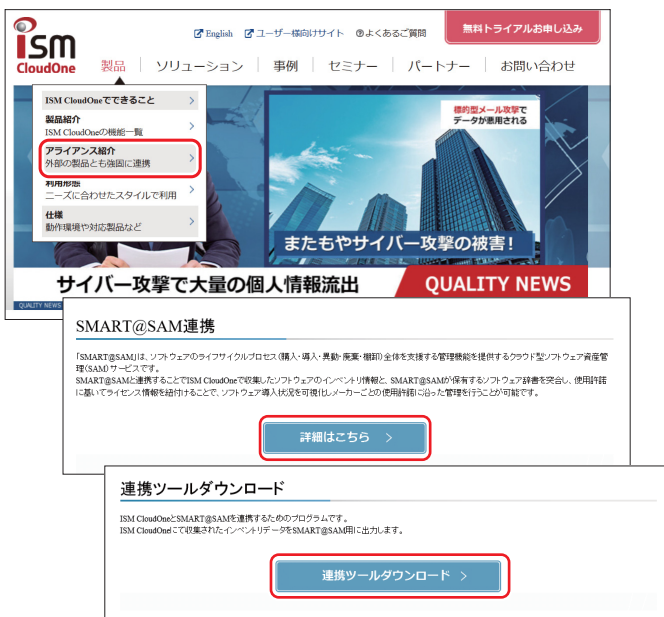 ism
CloudOne
English
ユーザー様向けサイト
よくあるご質問
無料トライアルお申し込み
製品
ソリューション
事例
セミナー
パートナー
お問い合わせ
ISM CloudOneでできること
製品紹介
ISM CloudOneの機能一覧
アライアンス紹介
外部の製品とも強固に連携
利用形態
ニーズに合わせたスタイルで利用
仕様
動作環境や対応製品など
標的型メール攻撃で
データが悪用される
またもやサイバー攻撃の被害!
サイバー攻撃で大量の個人情報流出
QUALITY NEWS
QUALITY NEWS
SMART@SAM連携
「SMART@SAM」は、ソフトウェアのライフサイクルプロセス(購入・導入・異動・廃棄・棚卸)全体を支援する管理機能を提供するクラウド型ソフトウェア資産管
理(SAM)サービスです。
SMART@SAMと連携することでISM CloudOneで収集したソフトウェアのインベントリ情報と、SMART@SAMが保有するソフトウェア辞書を突合し、使用許諾
に基いてライセンス情報を紐付けることで、ソフトウェア導入状況を可視化しメーカーごとの使用許諾に沿った管理を行うことが可能です。
詳細はこちら >
連携ツールダウンロード
ISM CloudOneとSMART@SAMを連携するためのプログラムです。
ISM CloudOneにて収集されたインベントリデータをSMART@SAM用に出力します。
連携ツールダウンロード >